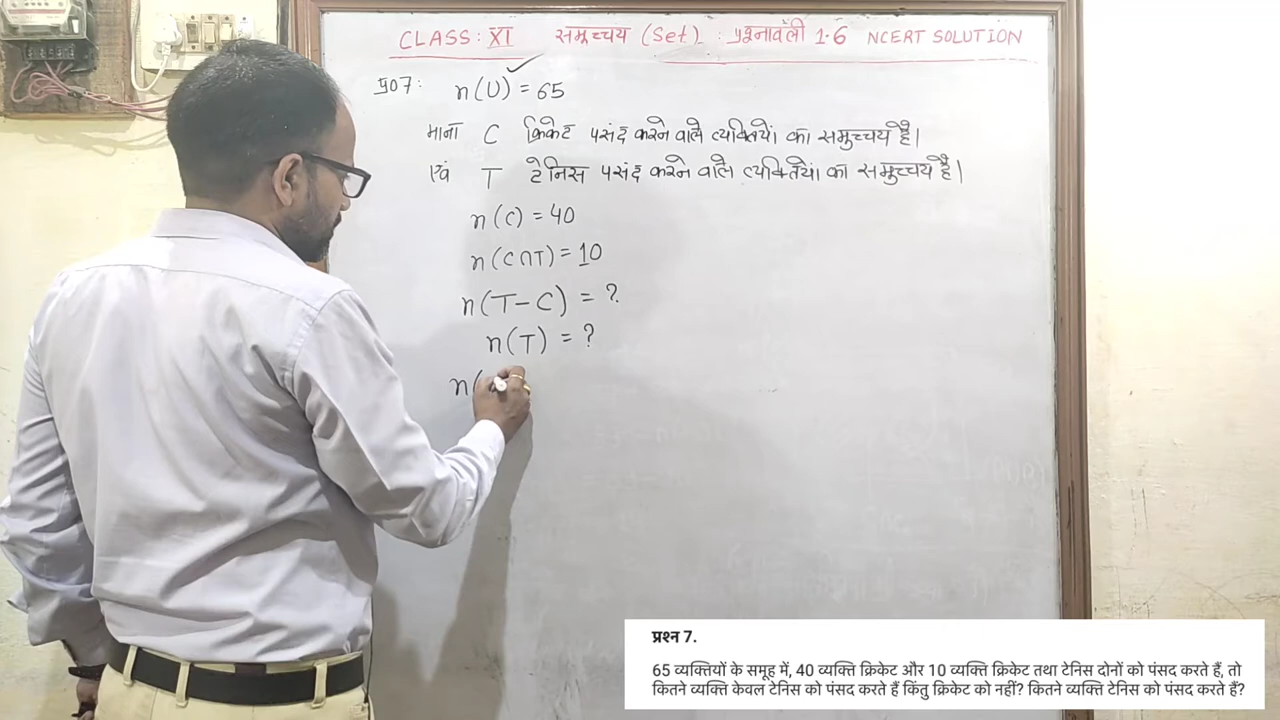 CLASS: XI समुच्चय (Set) : प्रश्नावली 1.6 NCERT SOLUTION
प्र07: n(U) = 65
माना C क्रिकेट पसंद करने वाले व्यक्तियों का समुच्चय है।
एवं T टेनिस पसंद करने वाले व्यक्तियों का समुच्चय है।
n(C) = 40
n(C∩T) = 10
n(T-C) = ?
n(T) = ?
n(
प्रश्न 7.
65 व्यक्तियों के समूह में, 40 व्यक्ति क्रिकेट और 10 व्यक्ति क्रिकेट तथा टेनिस दोनों को पंसद करते हैं, तो
कितने व्यक्ति केवल टेनिस को पंसद करते हैं किंतु क्रिकेट को नहीं? कितने व्यक्ति टेनिस को पंसद करते हैं?